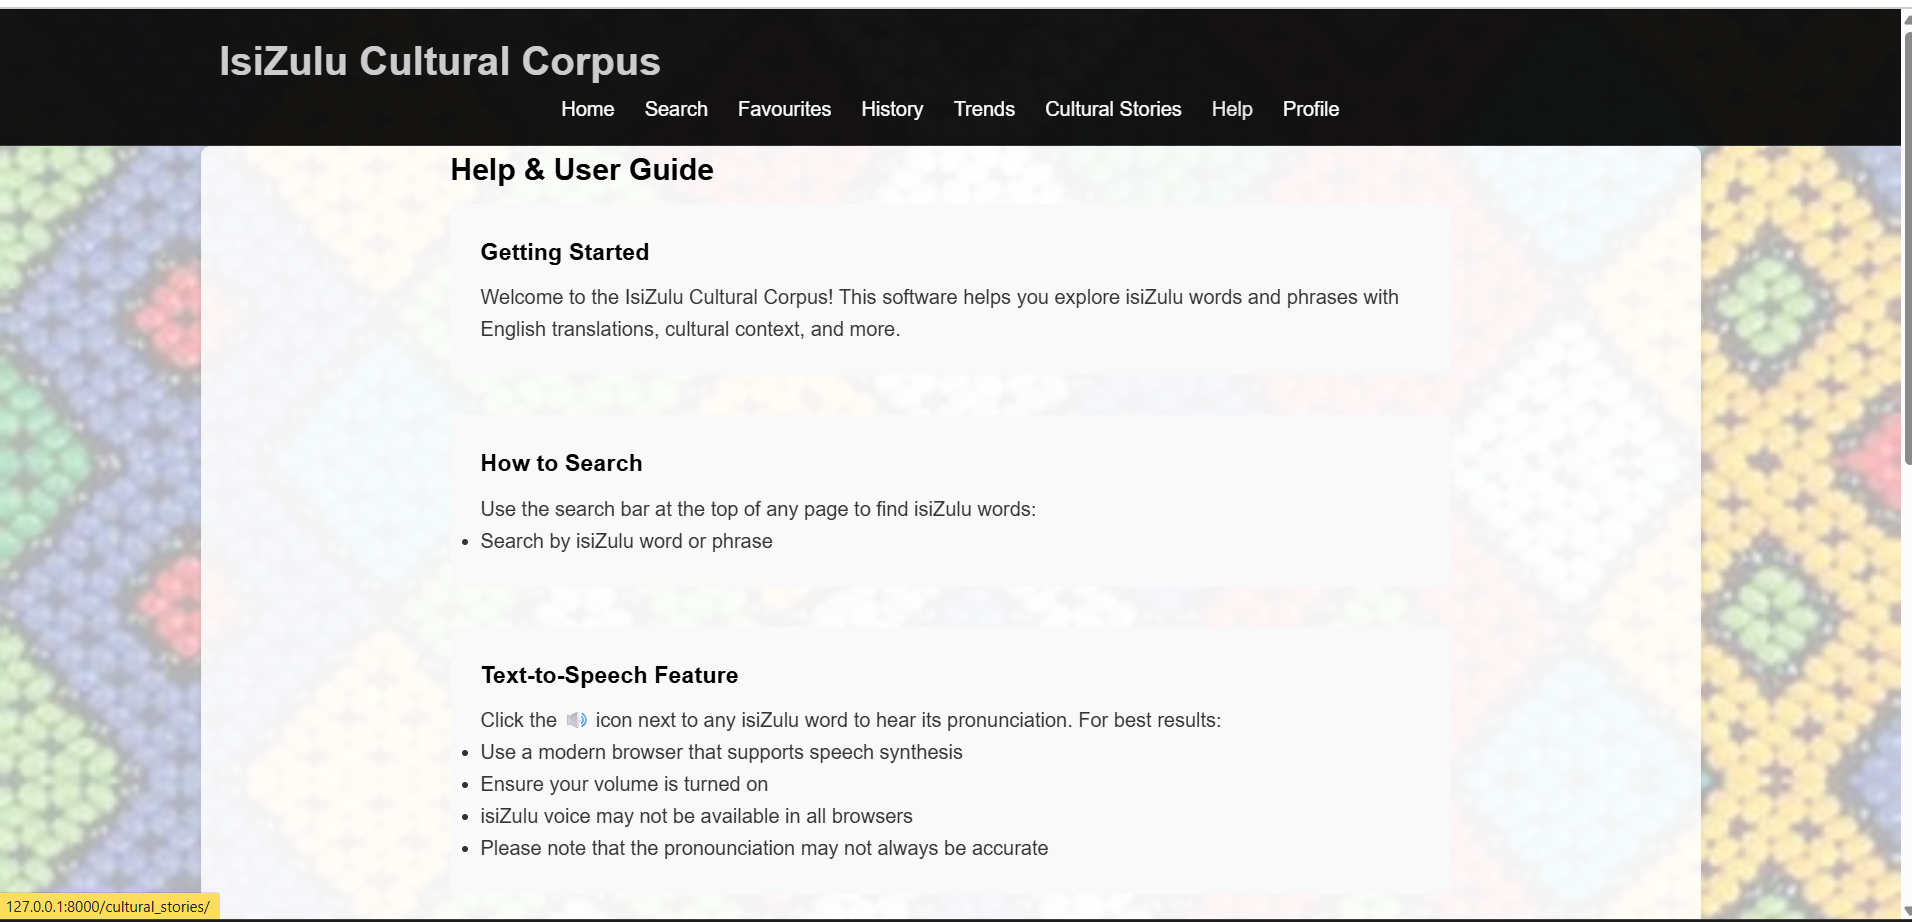 IsiZulu Cultural Corpus
Home Search Favourites History Trends Cultural Stories Help Profile
Help & User Guide
Getting Started
Welcome to the IsiZulu Cultural Corpus! This software helps you explore isiZulu words and phrases with
English translations, cultural context, and more.
How to Search
Use the search bar at the top of any page to find isiZulu words:
• Search by isiZulu word or phrase
Text-to-Speech Feature
Click the 🔊 icon next to any isiZulu word to hear its pronunciation. For best results:
• Use a modern browser that supports speech synthesis
• Ensure your volume is turned on
• isiZulu voice may not be available in all browsers
• Please note that the pronounciation may not always be accurate
127.0.0.1:8000/cultural_stories/